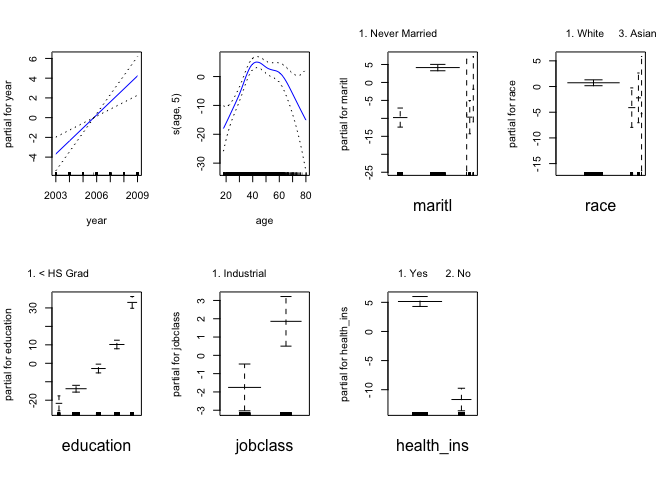 1. Never Married
1. White 3. Asian
partial for year
6
4
2
0
-2
-4
2003 2006 2009
year
s(age, 5)
0
-10
-20
-30
20 40 60 80
age
partial for maritl
5
0
-5
-15
-25
maritl
partial for race
5
0
-5
-10
-15
race
1. < HS Grad
1. Industrial
1. Yes 2. No
partial for education
30
10
0
-20
education
partial for jobclass
3
2
1
0
-1
-2
-3
jobclass
partial for health_ins
5
0
-5
-10
health_ins